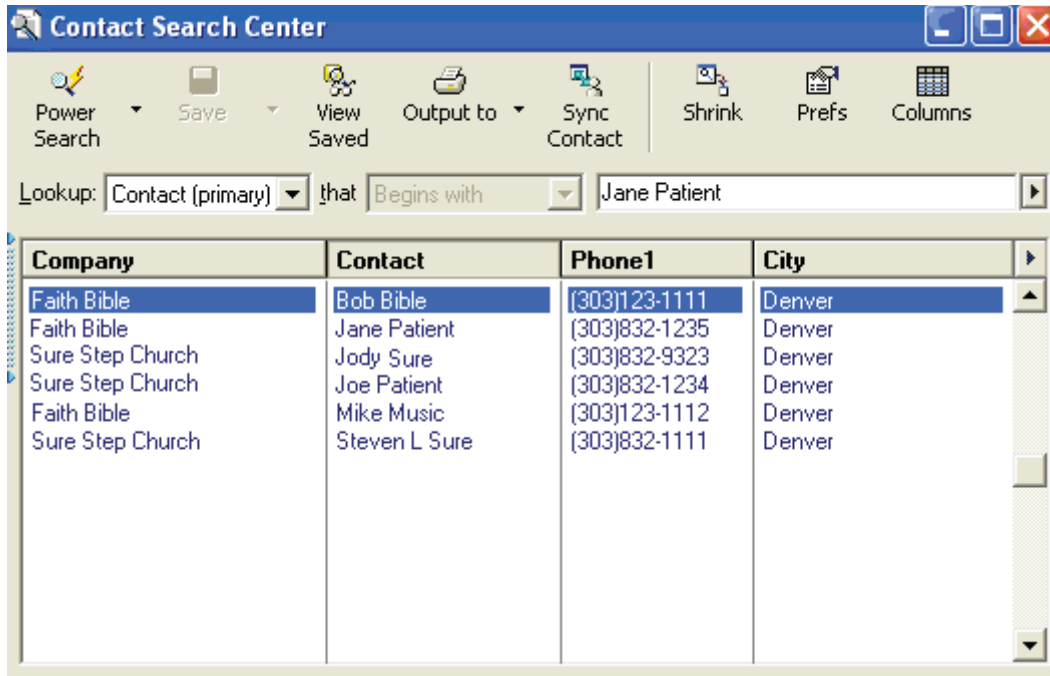 Contact Search Center
Power Search Save View Saved Output to Sync Contact Shrink Prefs Columns
Lookup: Contact (primary) that Begins with Jane Patient
Company Contact Phone1 City
Faith Bible Bob Bible (303)123-1111 Denver
Faith Bible Jane Patient (303)832-1235 Denver
Sure Step Church Jody Sure (303)832-9323 Denver
Sure Step Church Joe Patient (303)832-1234 Denver
Faith Bible Mike Music (303)123-1112 Denver
Sure Step Church Steven L Sure (303)832-1111 Denver